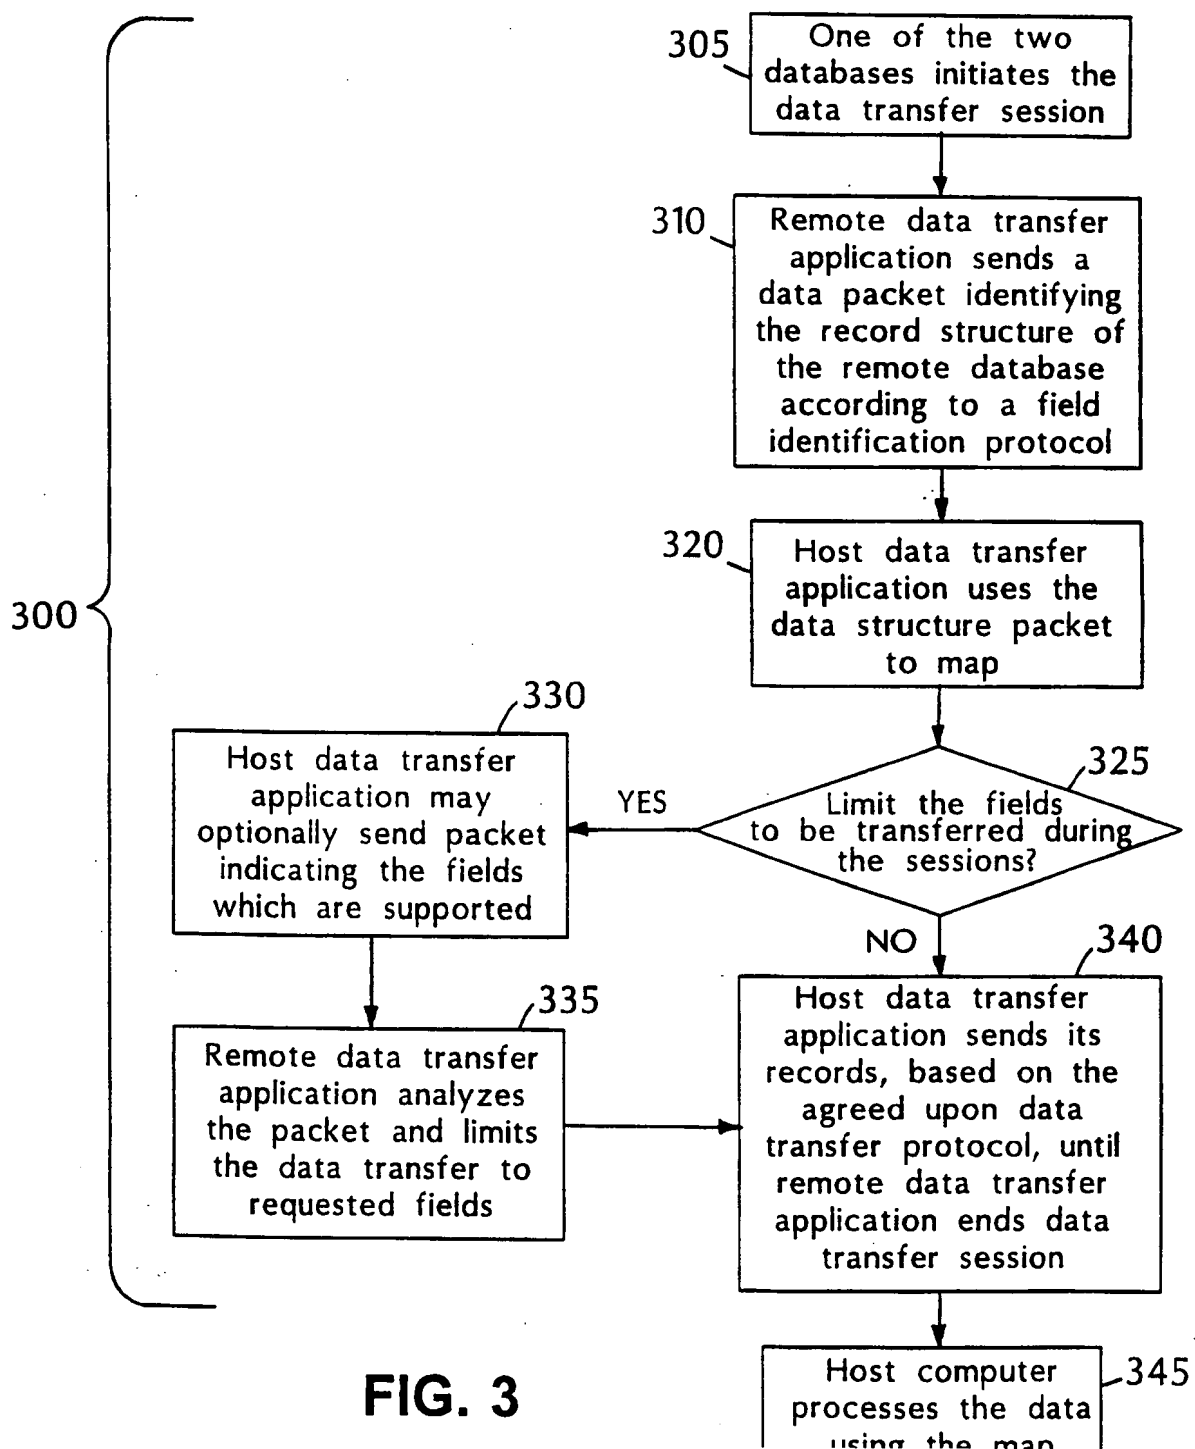 305
One of the two
databases initiates the
data transfer session
310
Remote data transfer
application sends a
data packet identifying
the record structure of
the remote database
according to a field
identification protocol
320
Host data transfer
application uses the
data structure packet
to map
300
325
Limit the fields
to be transferred during
the sessions?
YES
NO
330
Host data transfer
application may
optionally send packet
indicating the fields
which are supported
335
Remote data transfer
application analyzes
the packet and limits
the data transfer to
requested fields
340
Host data transfer
application sends its
records, based on the
agreed upon data
transfer protocol, until
remote data transfer
application ends data
transfer session
345
Host computer
processes the data
using the map
FIG. 3